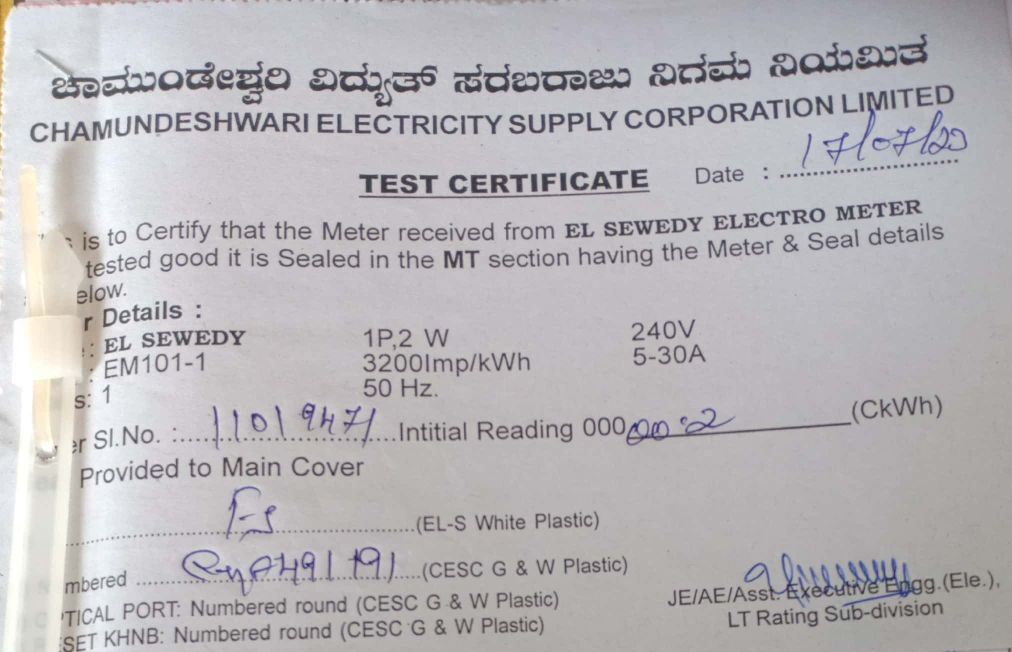 ಚಾಮುಂಡೇಶ್ವರಿ ವಿದ್ಯುತ್ ಸರಬರಾಜು ನಿಗಮ ನಿಯಮಿತ
CHAMUNDESHWARI ELECTRICITY SUPPLY CORPORATION LIMITED
TEST CERTIFICATE Date : 17/07/20
is to Certify that the Meter received from EL SEWEDY ELECTRO METER
tested good it is Sealed in the MT section having the Meter & Seal details
elow.
r Details :
: EL SEWEDY 1P,2 W 240V
: EM101-1 3200Imp/kWh 5-30A
s: 1 50 Hz.
er Sl.No. : 11019471 Intitial Reading 000 00.2 (CkWh)
Provided to Main Cover
(EL-S White Plastic)
mbered (CESC G & W Plastic)
TICAL PORT: Numbered round (CESC G & W Plastic)
SET KHNB: Numbered round (CESC G & W Plastic)
JE/AE/Asst. Executive Engg.(Ele.),
LT Rating Sub-division